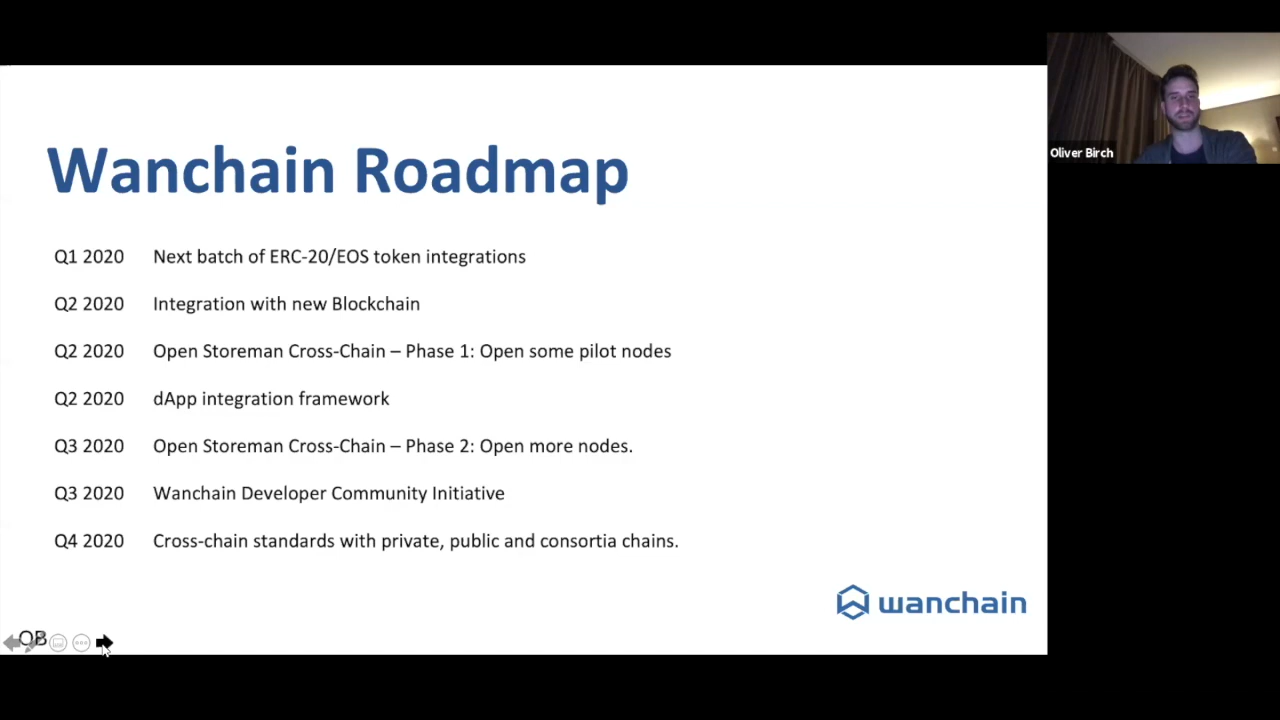 Wanchain Roadmap
Oliver Birch
Q1 2020 Next batch of ERC-20/EOS token integrations
Q2 2020 Integration with new Blockchain
Q2 2020 Open Storeman Cross-Chain – Phase 1: Open some pilot nodes
Q2 2020 dApp integration framework
Q3 2020 Open Storeman Cross-Chain – Phase 2: Open more nodes.
Q3 2020 Wanchain Developer Community Initiative
Q4 2020 Cross-chain standards with private, public and consortia chains.
wanchain
OB